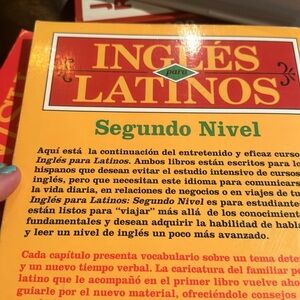 INGLÉS
para
LATINOS
Segundo Nivel
Aquí está la continuación del entretenido y eficaz curso
Inglés para Latinos. Ambos libros están escritos para lo
hispanos que desean evitar el estudio intensivo de cursos
inglés, pero que necesitan este idioma para comunicars
la vida diaria, en relaciones de negocios o en viajes de tu
Inglés para Latinos: Segundo Nivel es para estudiante
están listos para "viajar" más allá de los conocimient
fundamentales y desean adquirir la habilidad de habla
y leer un nivel de inglés un poco más avanzado.
Cada capítulo presenta vocabulario sobre un tema dete
y un nuevo tiempo verbal. La caricatura del familiar pe
latino que le acompañó en el primer libro vuelve aho
guiarle por el nuevo material, ofreciéndole consejos